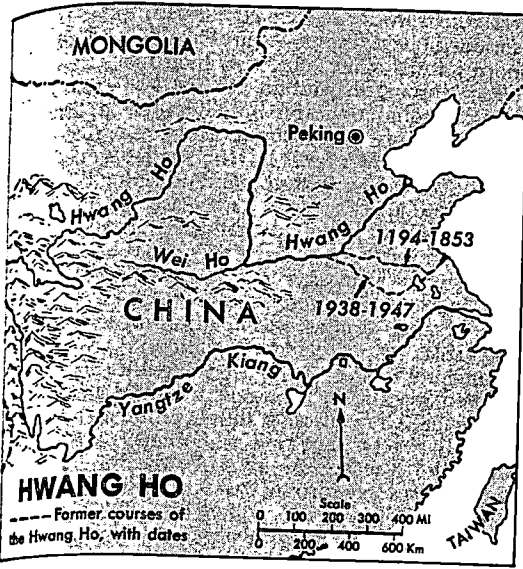 MONGOLIA
Peking
Hwang Ho
Hwang Ho
Wei Ho
1194-1853
CHINA
1938-1947
Yangtze Kiang
N
HWANG HO
---- Former courses of
the Hwang Ho, with dates
Scale
0 100 200 300 400 MI
0 200 400 600 Km
TAIWAN